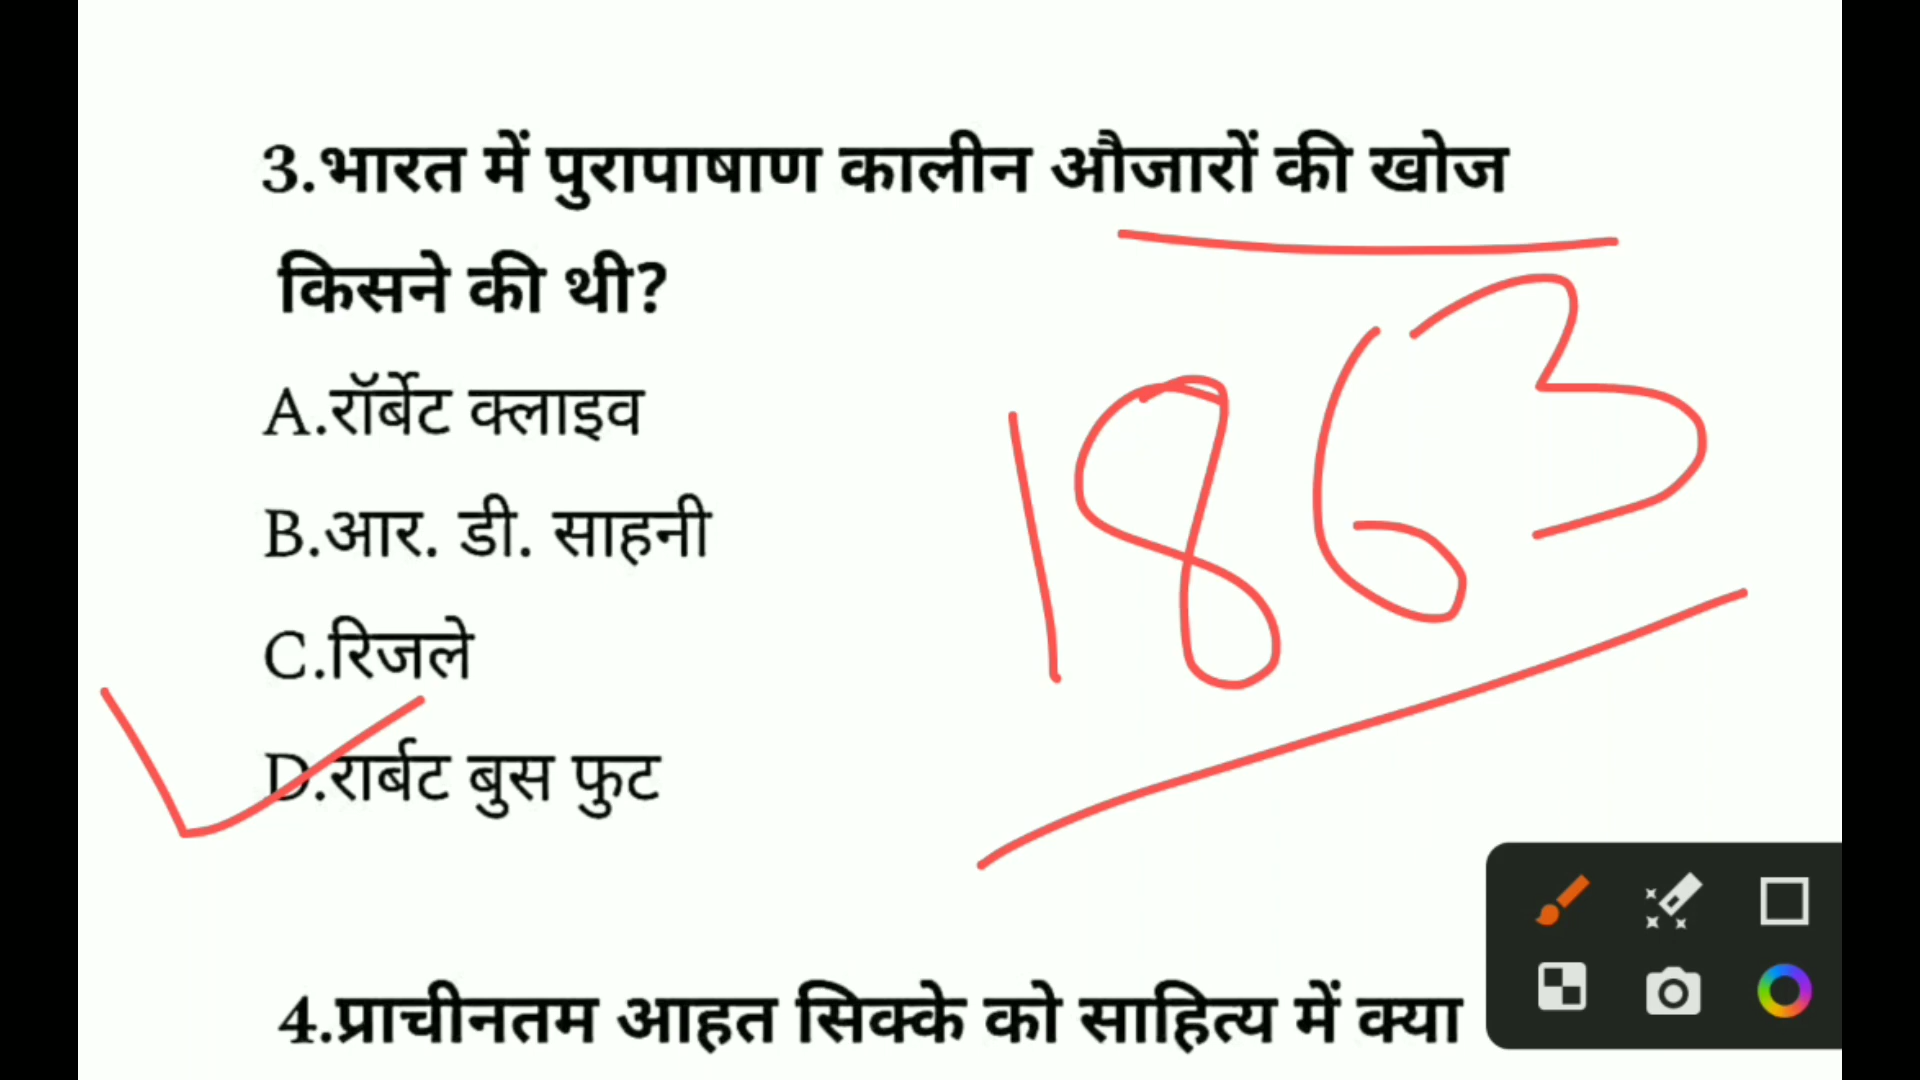 3.भारत में पुरापाषाण कालीन औजारों की खोज
किसने की थी?
1863
A.रॉर्बेट क्लाइव
B.आर. डी. साहनी
C.रिजले
D.रार्बट बुस फुट
4.प्राचीनतम आहत सिक्के को साहित्य में क्या